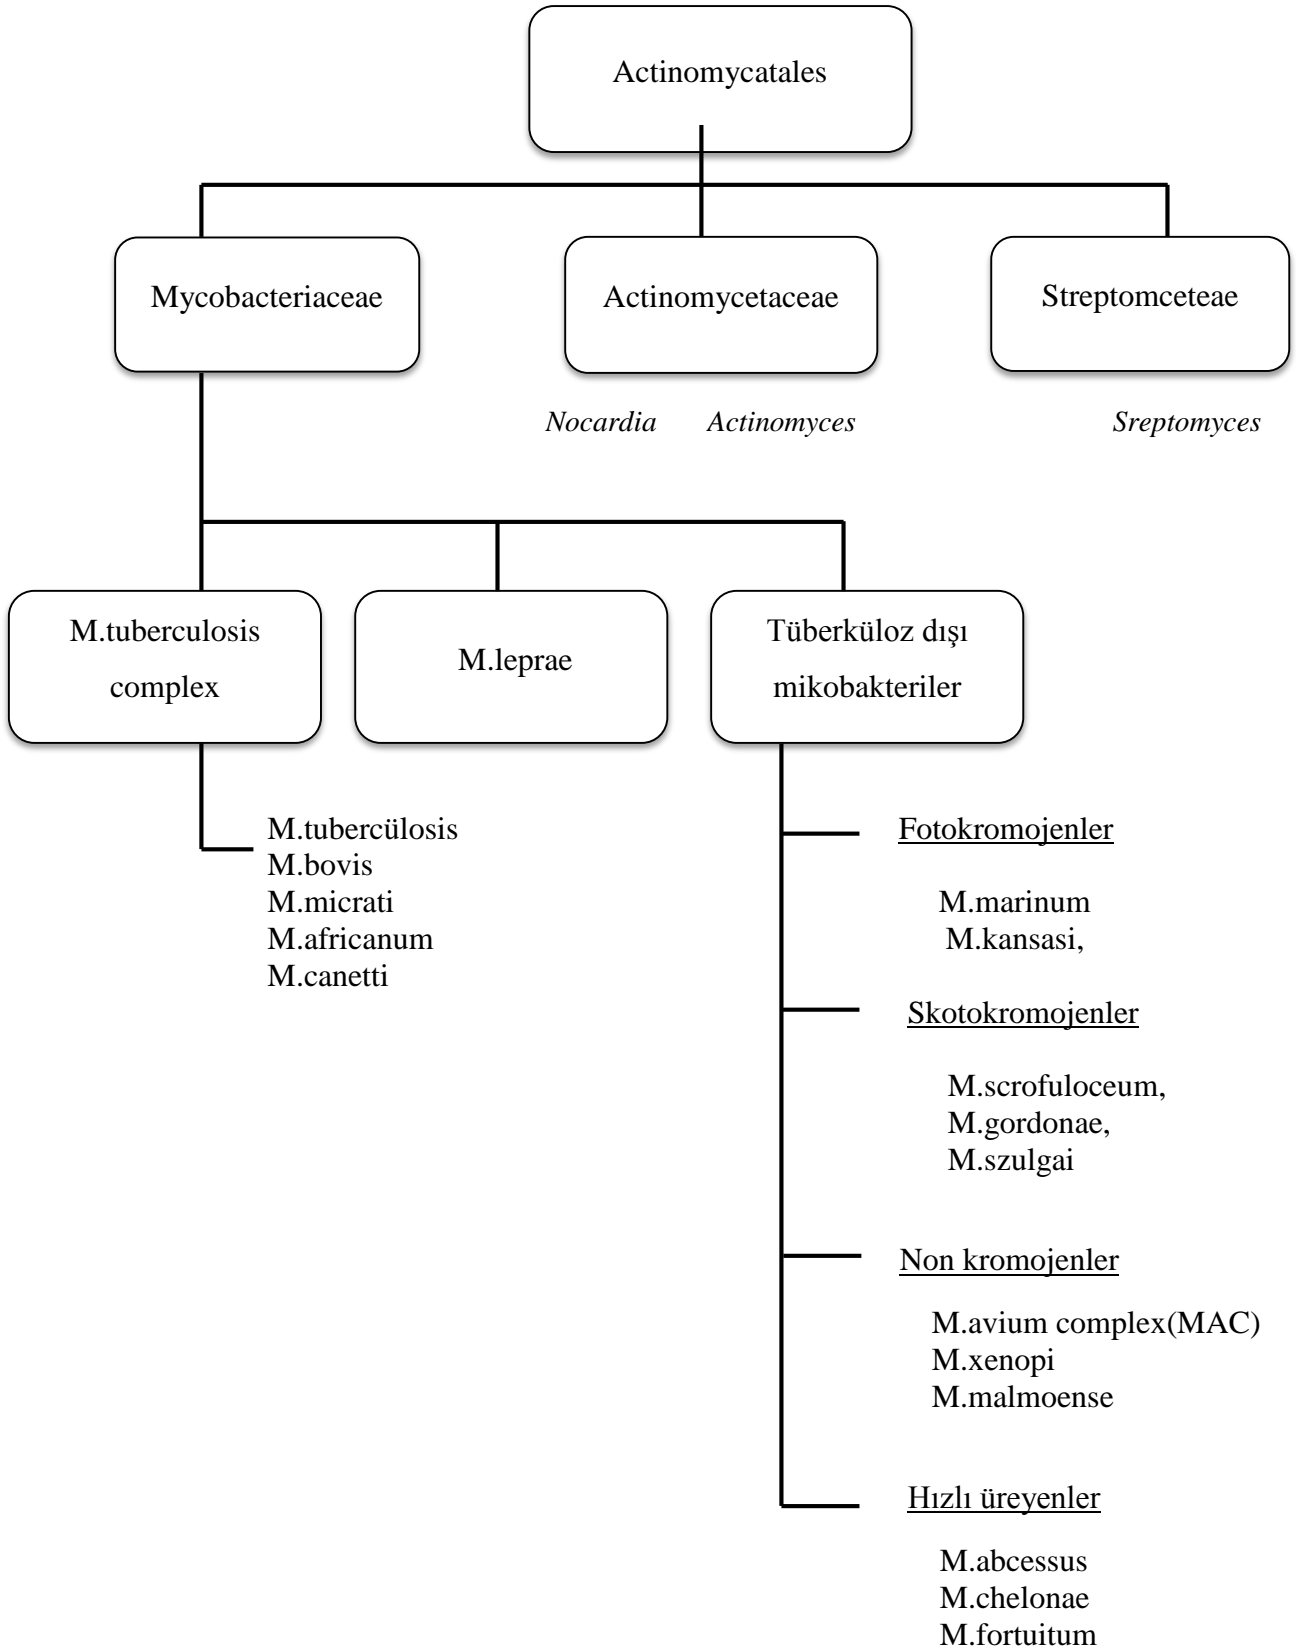 Actinomycatales
Mycobacteriaceae
Actinomycetaceae
Streptomceteae
Nocardia Actinomyces
Sreptomyces
M.tuberculosis
complex
M.leprae
Tüberküloz dışı
mikobakteriler
M.tubercülosis
M.bovis
M.micrati
M.africanum
M.canetti
Fotokromojenler
M.marinum
M.kansasi,
Skotokromojenler
M.scrofuloceum,
M.gordonae,
M.szulgai
Non kromojenler
M.avium complex(MAC)
M.xenopi
M.malmoense
Hızlı üreyenler
M.abcessus
M.chelonae
M.fortuitum